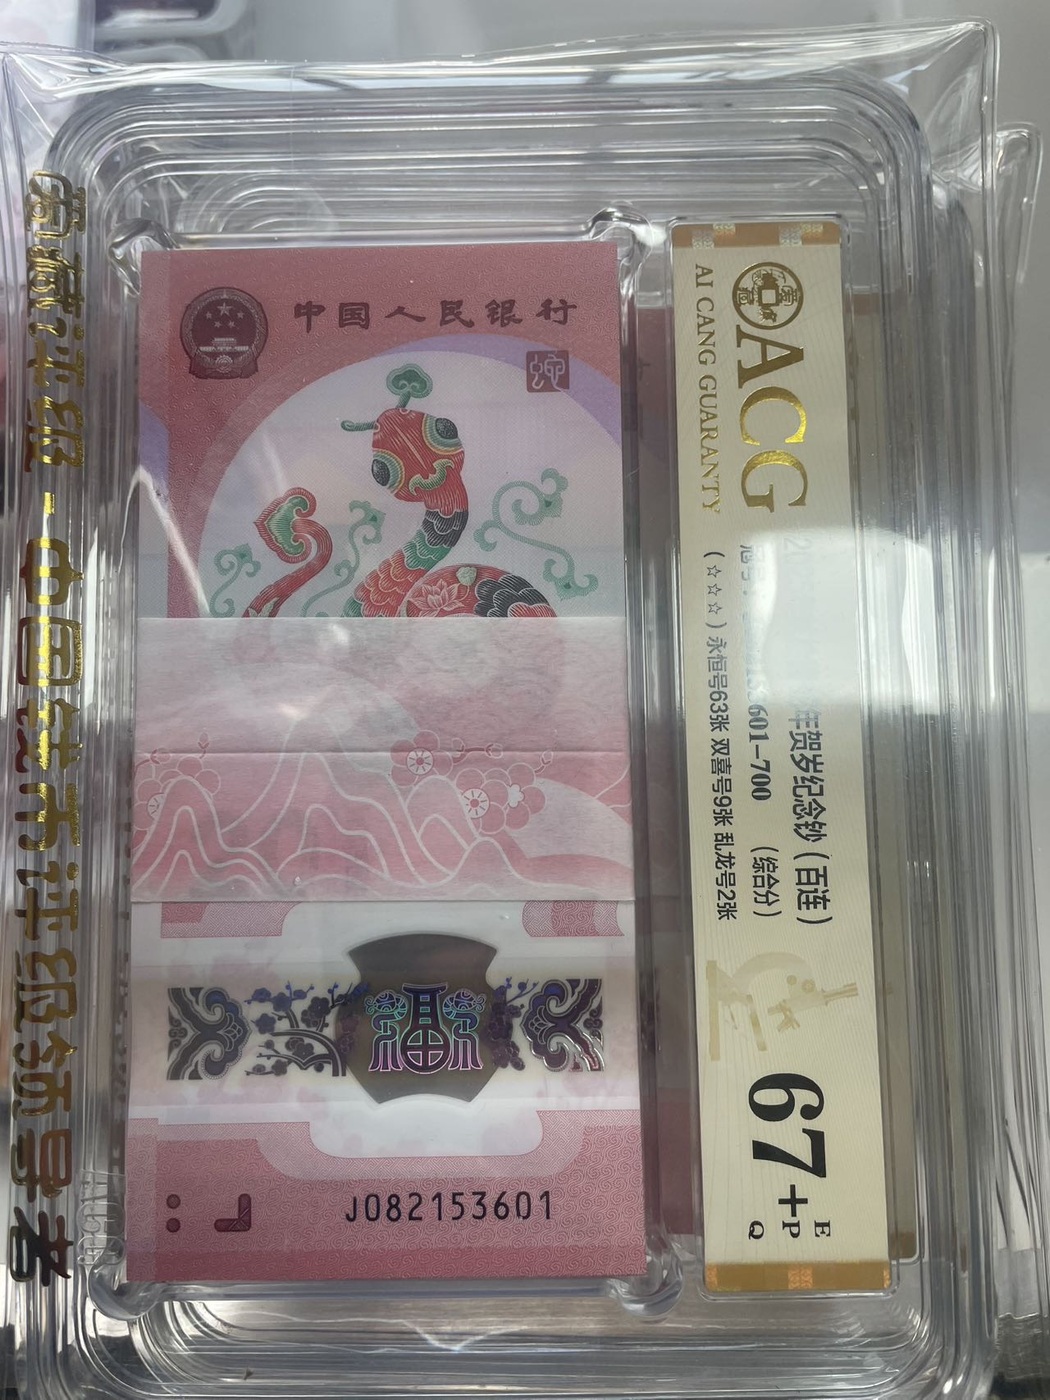 中国人民银行
J082153601
爱藏评级-中国钱币评级领导者
ACG
AI CANG GUARANTY
年贺岁纪念钞（百连）
601-700 （综合分）
（☆☆☆）永恒号63张 双喜号9张 乱龙号2张
67+
E
P
Q